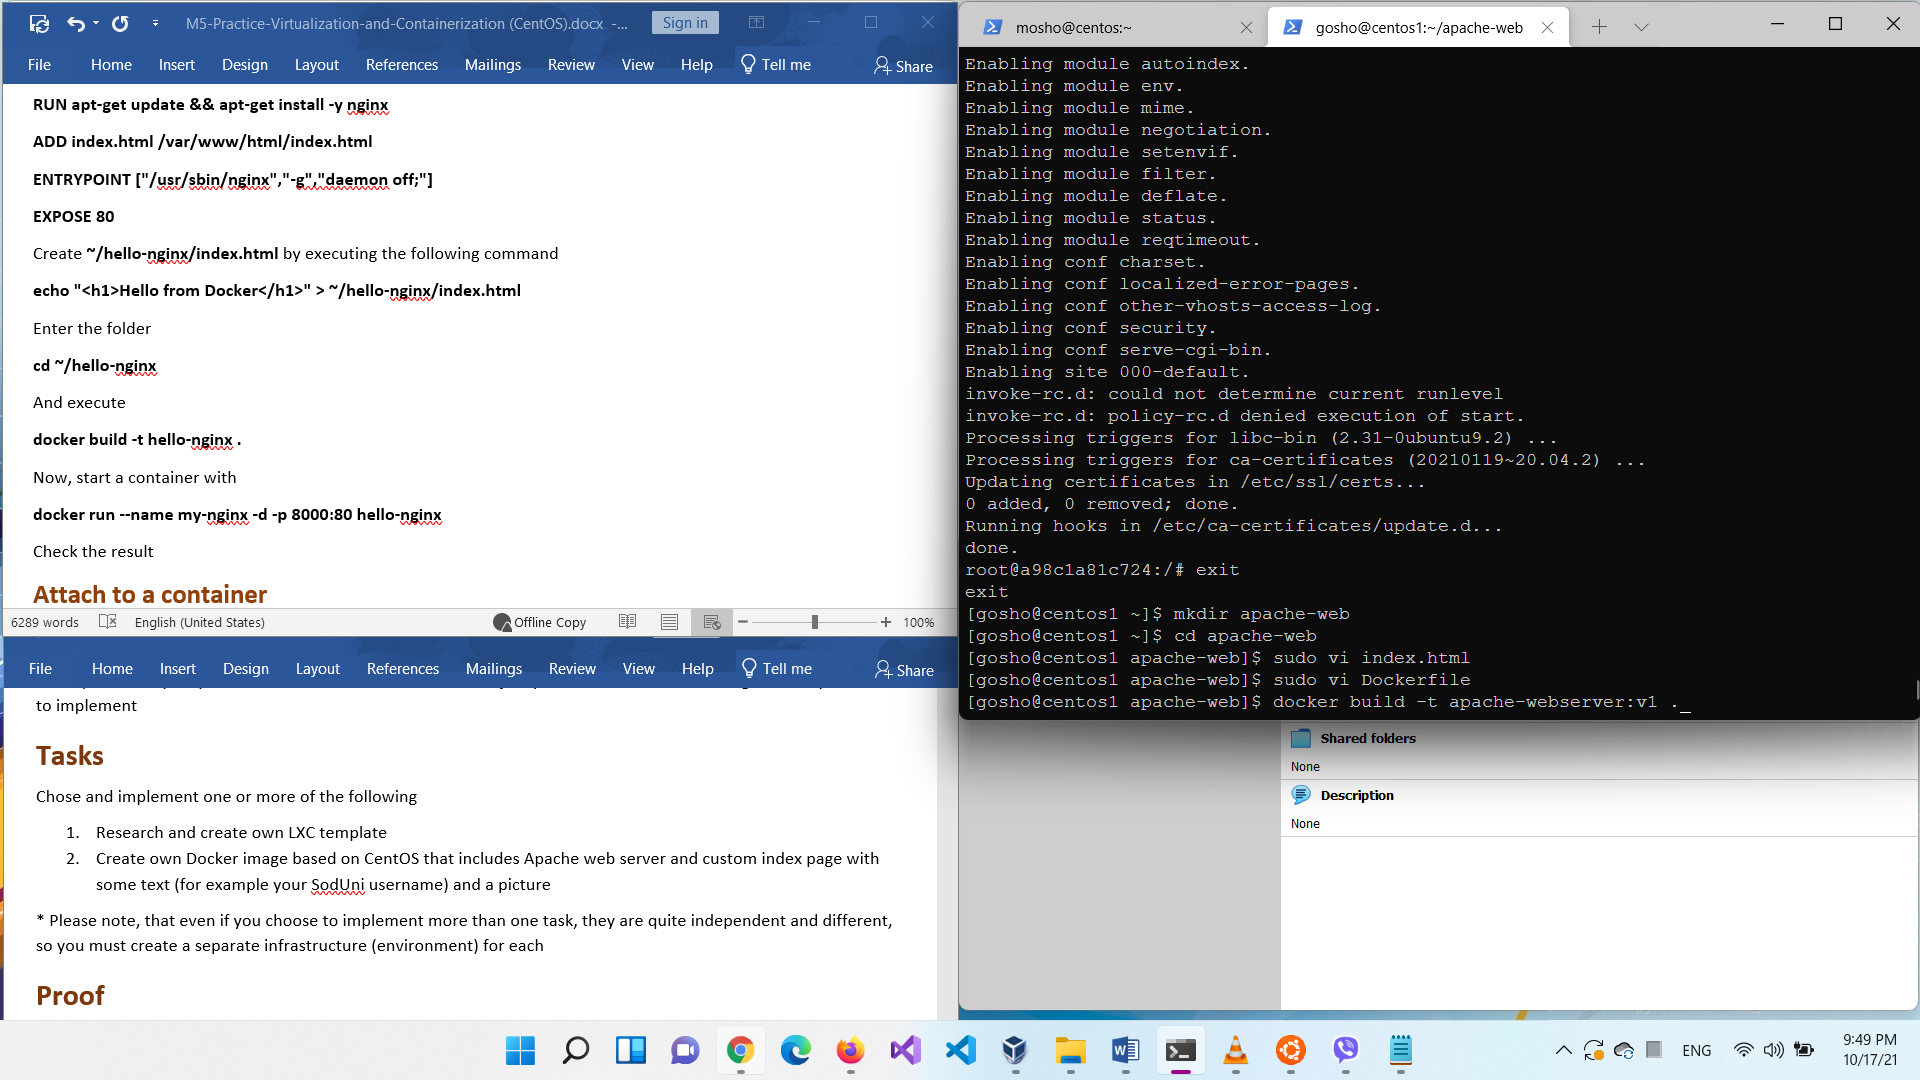 M5-Practice-Virtualization-and-Containerization (CentOS).docx -...
Sign in
File Home Insert Design Layout References Mailings Review View Help Tell me Share
RUN apt-get update && apt-get install -y nginx
ADD index.html /var/www/html/index.html
ENTRYPOINT ["/usr/sbin/nginx","-g","daemon off;"]
EXPOSE 80
Create ~/hello-nginx/index.html by executing the following command
echo "<h1>Hello from Docker</h1>" > ~/hello-nginx/index.html
Enter the folder
cd ~/hello-nginx
And execute
docker build -t hello-nginx .
Now, start a container with
docker run --name my-nginx -d -p 8000:80 hello-nginx
Check the result
Attach to a container
6289 words English (United States) Offline Copy 100%
File Home Insert Design Layout References Mailings Review View Help Tell me Share
to implement
Tasks
Chose and implement one or more of the following
1. Research and create own LXC template
2. Create own Docker image based on CentOS that includes Apache web server and custom index page with
some text (for example your SodUni username) and a picture
* Please note, that even if you choose to implement more than one task, they are quite independent and different,
so you must create a separate infrastructure (environment) for each
Proof
mosho@centos:~
gosho@centos1:~/apache-web
Enabling module autoindex.
Enabling module env.
Enabling module mime.
Enabling module negotiation.
Enabling module setenvif.
Enabling module filter.
Enabling module deflate.
Enabling module status.
Enabling module reqtimeout.
Enabling conf charset.
Enabling conf localized-error-pages.
Enabling conf other-vhosts-access-log.
Enabling conf security.
Enabling conf serve-cgi-bin.
Enabling site 000-default.
invoke-rc.d: could not determine current runlevel
invoke-rc.d: policy-rc.d denied execution of start.
Processing triggers for libc-bin (2.31-0ubuntu9.2) ...
Processing triggers for ca-certificates (20210119~20.04.2) ...
Updating certificates in /etc/ssl/certs...
0 added, 0 removed; done.
Running hooks in /etc/ca-certificates/update.d...
done.
root@a98c1a81c724:/# exit
exit
[gosho@centos1 ~]$ mkdir apache-web
[gosho@centos1 ~]$ cd apache-web
[gosho@centos1 apache-web]$ sudo vi index.html
[gosho@centos1 apache-web]$ sudo vi Dockerfile
[gosho@centos1 apache-web]$ docker build -t apache-webserver:v1 ._
Shared folders
None
Description
None
ENG
9:49 PM
10/17/21